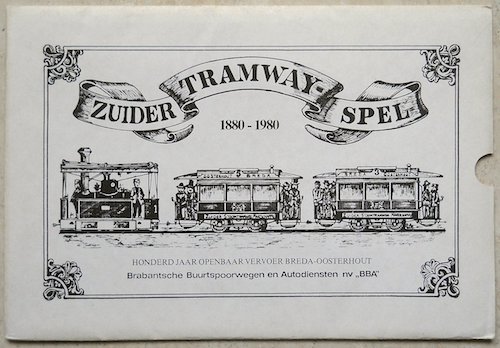 ZUIDER TRAMWAY-SPEL
1880 - 1980
HONDERD JAAR OPENBAAR VERVOER BREDA-OOSTERHOUT
Brabantsche Buurtspoorwegen en Autodiensten nv „BBA"